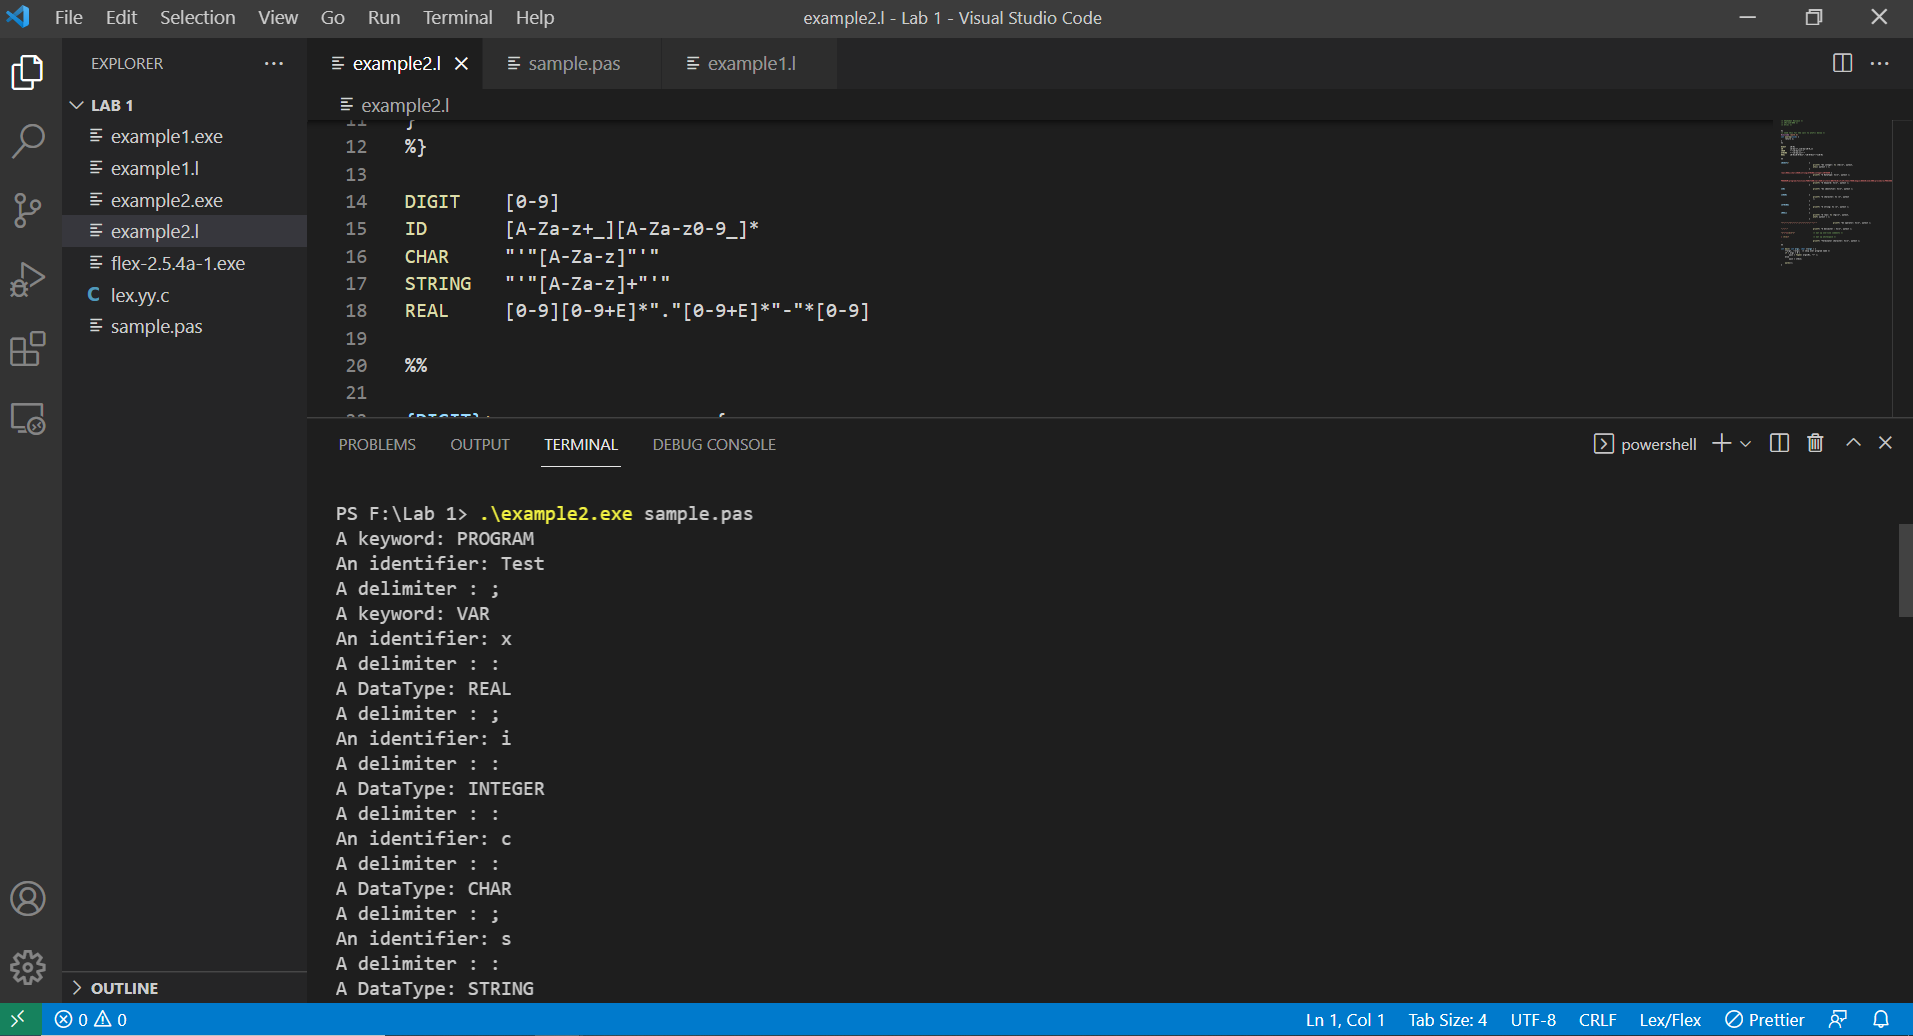 File Edit Selection View Go Run Terminal Help
example2.l - Lab 1 - Visual Studio Code
EXPLORER
LAB 1
example1.exe
example1.l
example2.exe
example2.l
flex-2.5.4a-1.exe
C lex.yy.c
sample.pas
OUTLINE
example2.l sample.pas example1.l
example2.l
11 }
12 %}
13
14 DIGIT [0-9]
15 ID [A-Za-z+_][A-Za-z0-9_]*
16 CHAR "'"[A-Za-z]"'"
17 STRING "'"[A-Za-z]+"'"
18 REAL [0-9][0-9+E]*"."[0-9+E]*"-"*[0-9]
19
20 %%
21
22 {DIGIT}+ {
PROBLEMS OUTPUT TERMINAL DEBUG CONSOLE
powershell
PS F:\Lab 1> .\example2.exe sample.pas
A keyword: PROGRAM
An identifier: Test
A delimiter : ;
A keyword: VAR
An identifier: x
A delimiter : :
A DataType: REAL
A delimiter : ;
An identifier: i
A delimiter : :
A DataType: INTEGER
A delimiter : :
An identifier: c
A delimiter : :
A DataType: CHAR
A delimiter : ;
An identifier: s
A delimiter : :
A DataType: STRING
0 0
Ln 1, Col 1 Tab Size: 4 UTF-8 CRLF Lex/Flex Prettier